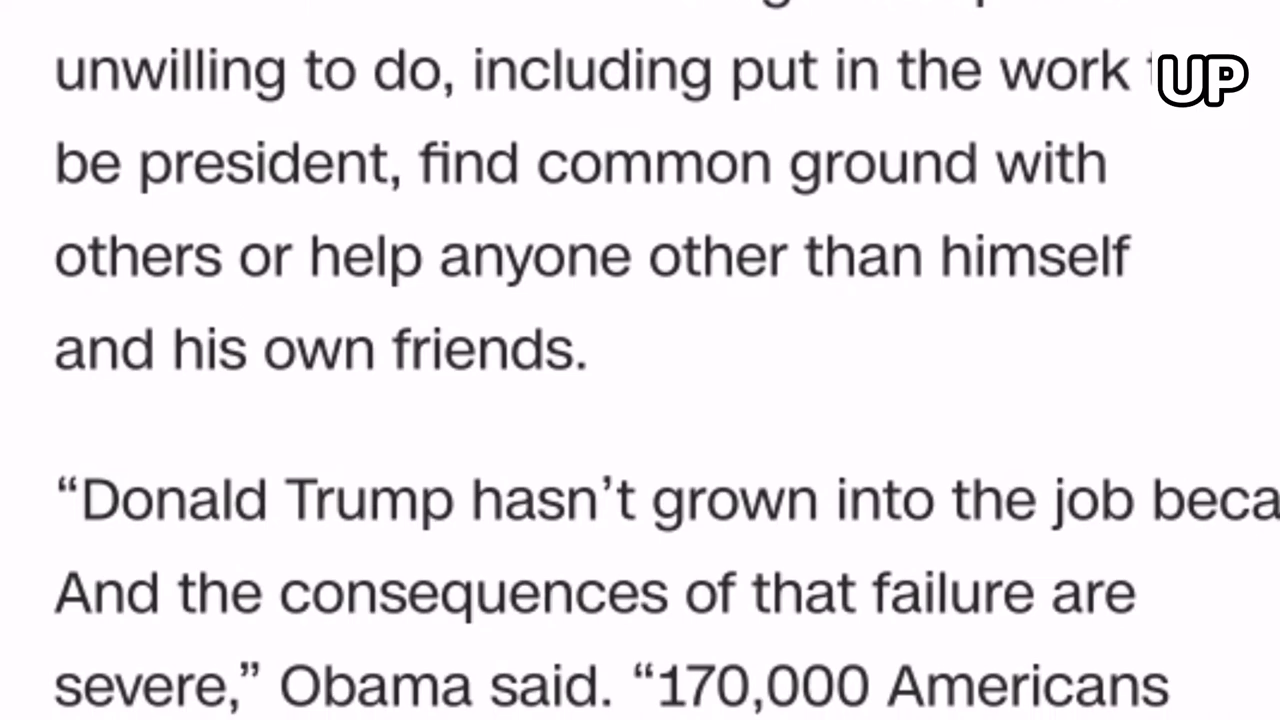 unwilling to do, including put in the work
UP
be president, find common ground with
others or help anyone other than himself
and his own friends.
“Donald Trump hasn’t grown into the job beca
And the consequences of that failure are
severe,” Obama said. “170,000 Americans